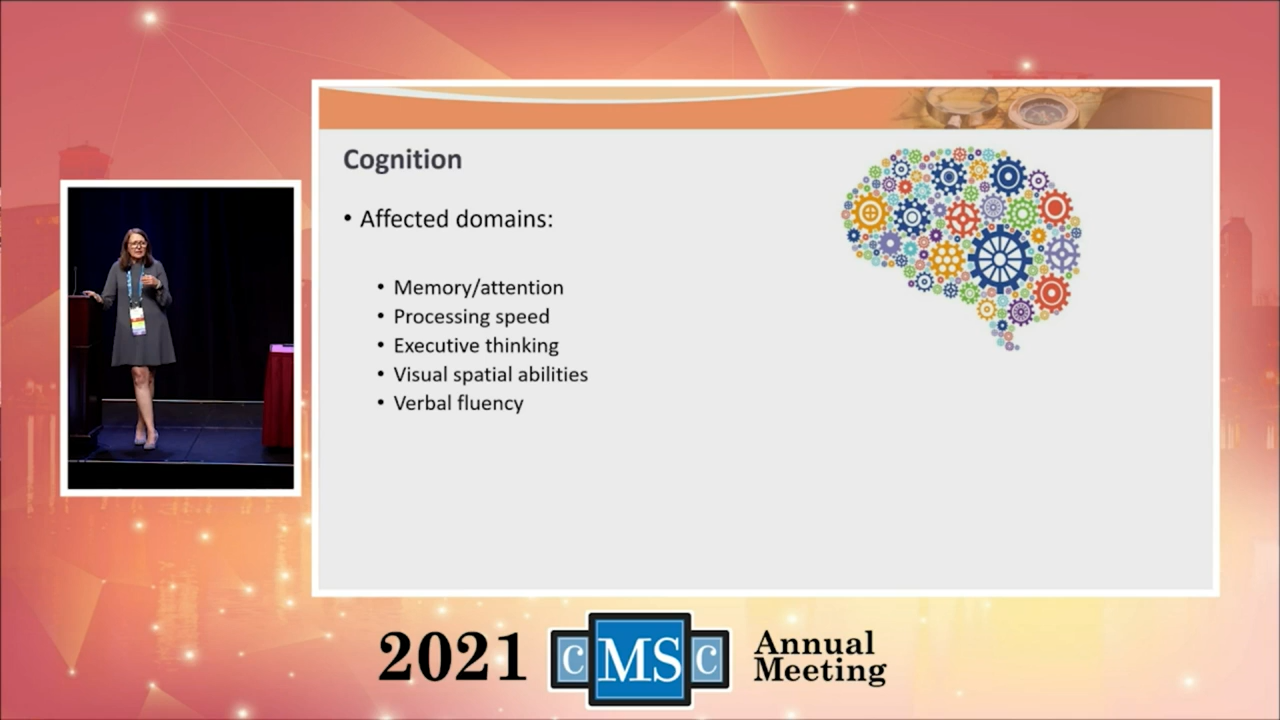 Cognition
• Affected domains:
• Memory/attention
• Processing speed
• Executive thinking
• Visual spatial abilities
• Verbal fluency
2021 CMSC Annual Meeting